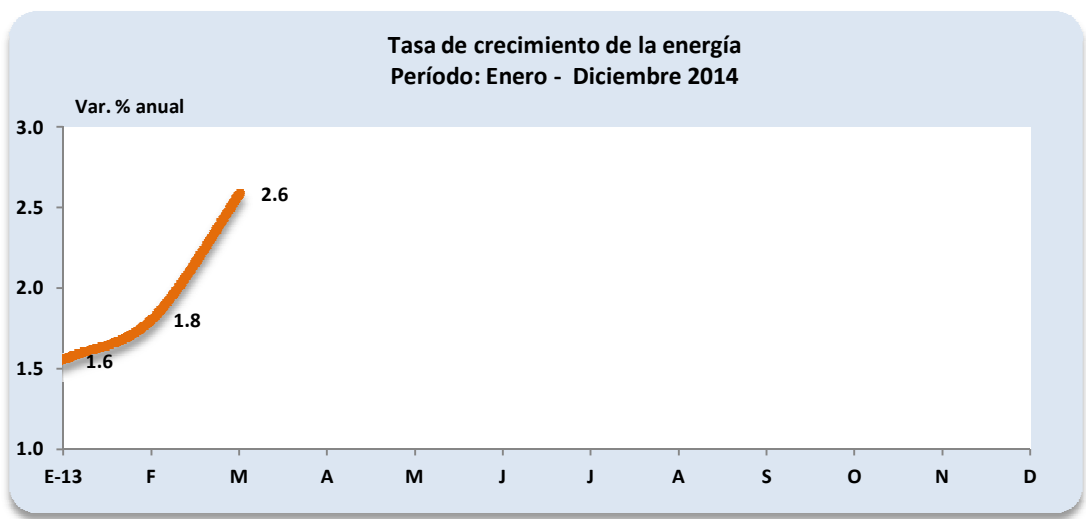 Tasa de crecimiento de la energía
Período: Enero -  Diciembre 2014
Var. % anual
3.0
2.5
2.0
1.5
1.0
2.6
1.8
1.6
E-13 F M A M J J A S O N D